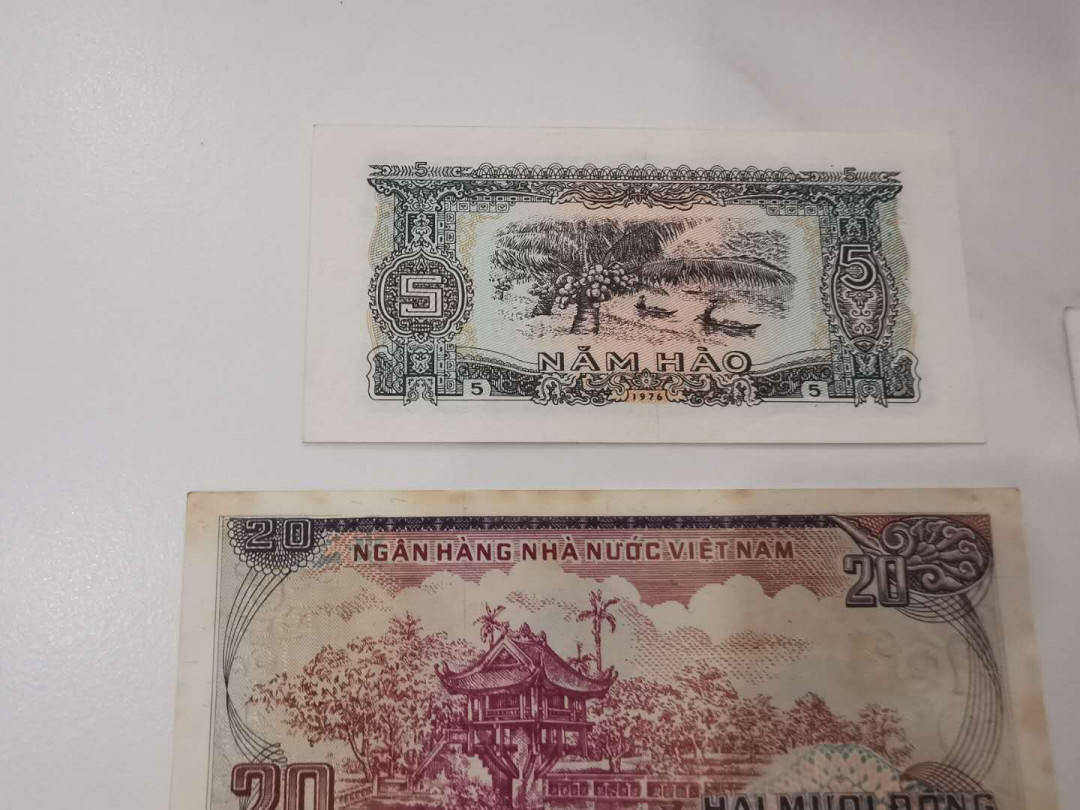 5 5
5 5
NĂM HÀO
5 1976 5
20 NGÂN HÀNG NHÀ NƯỚC VIỆT NAM
20
20
HAI MƯƠI ĐỒNG